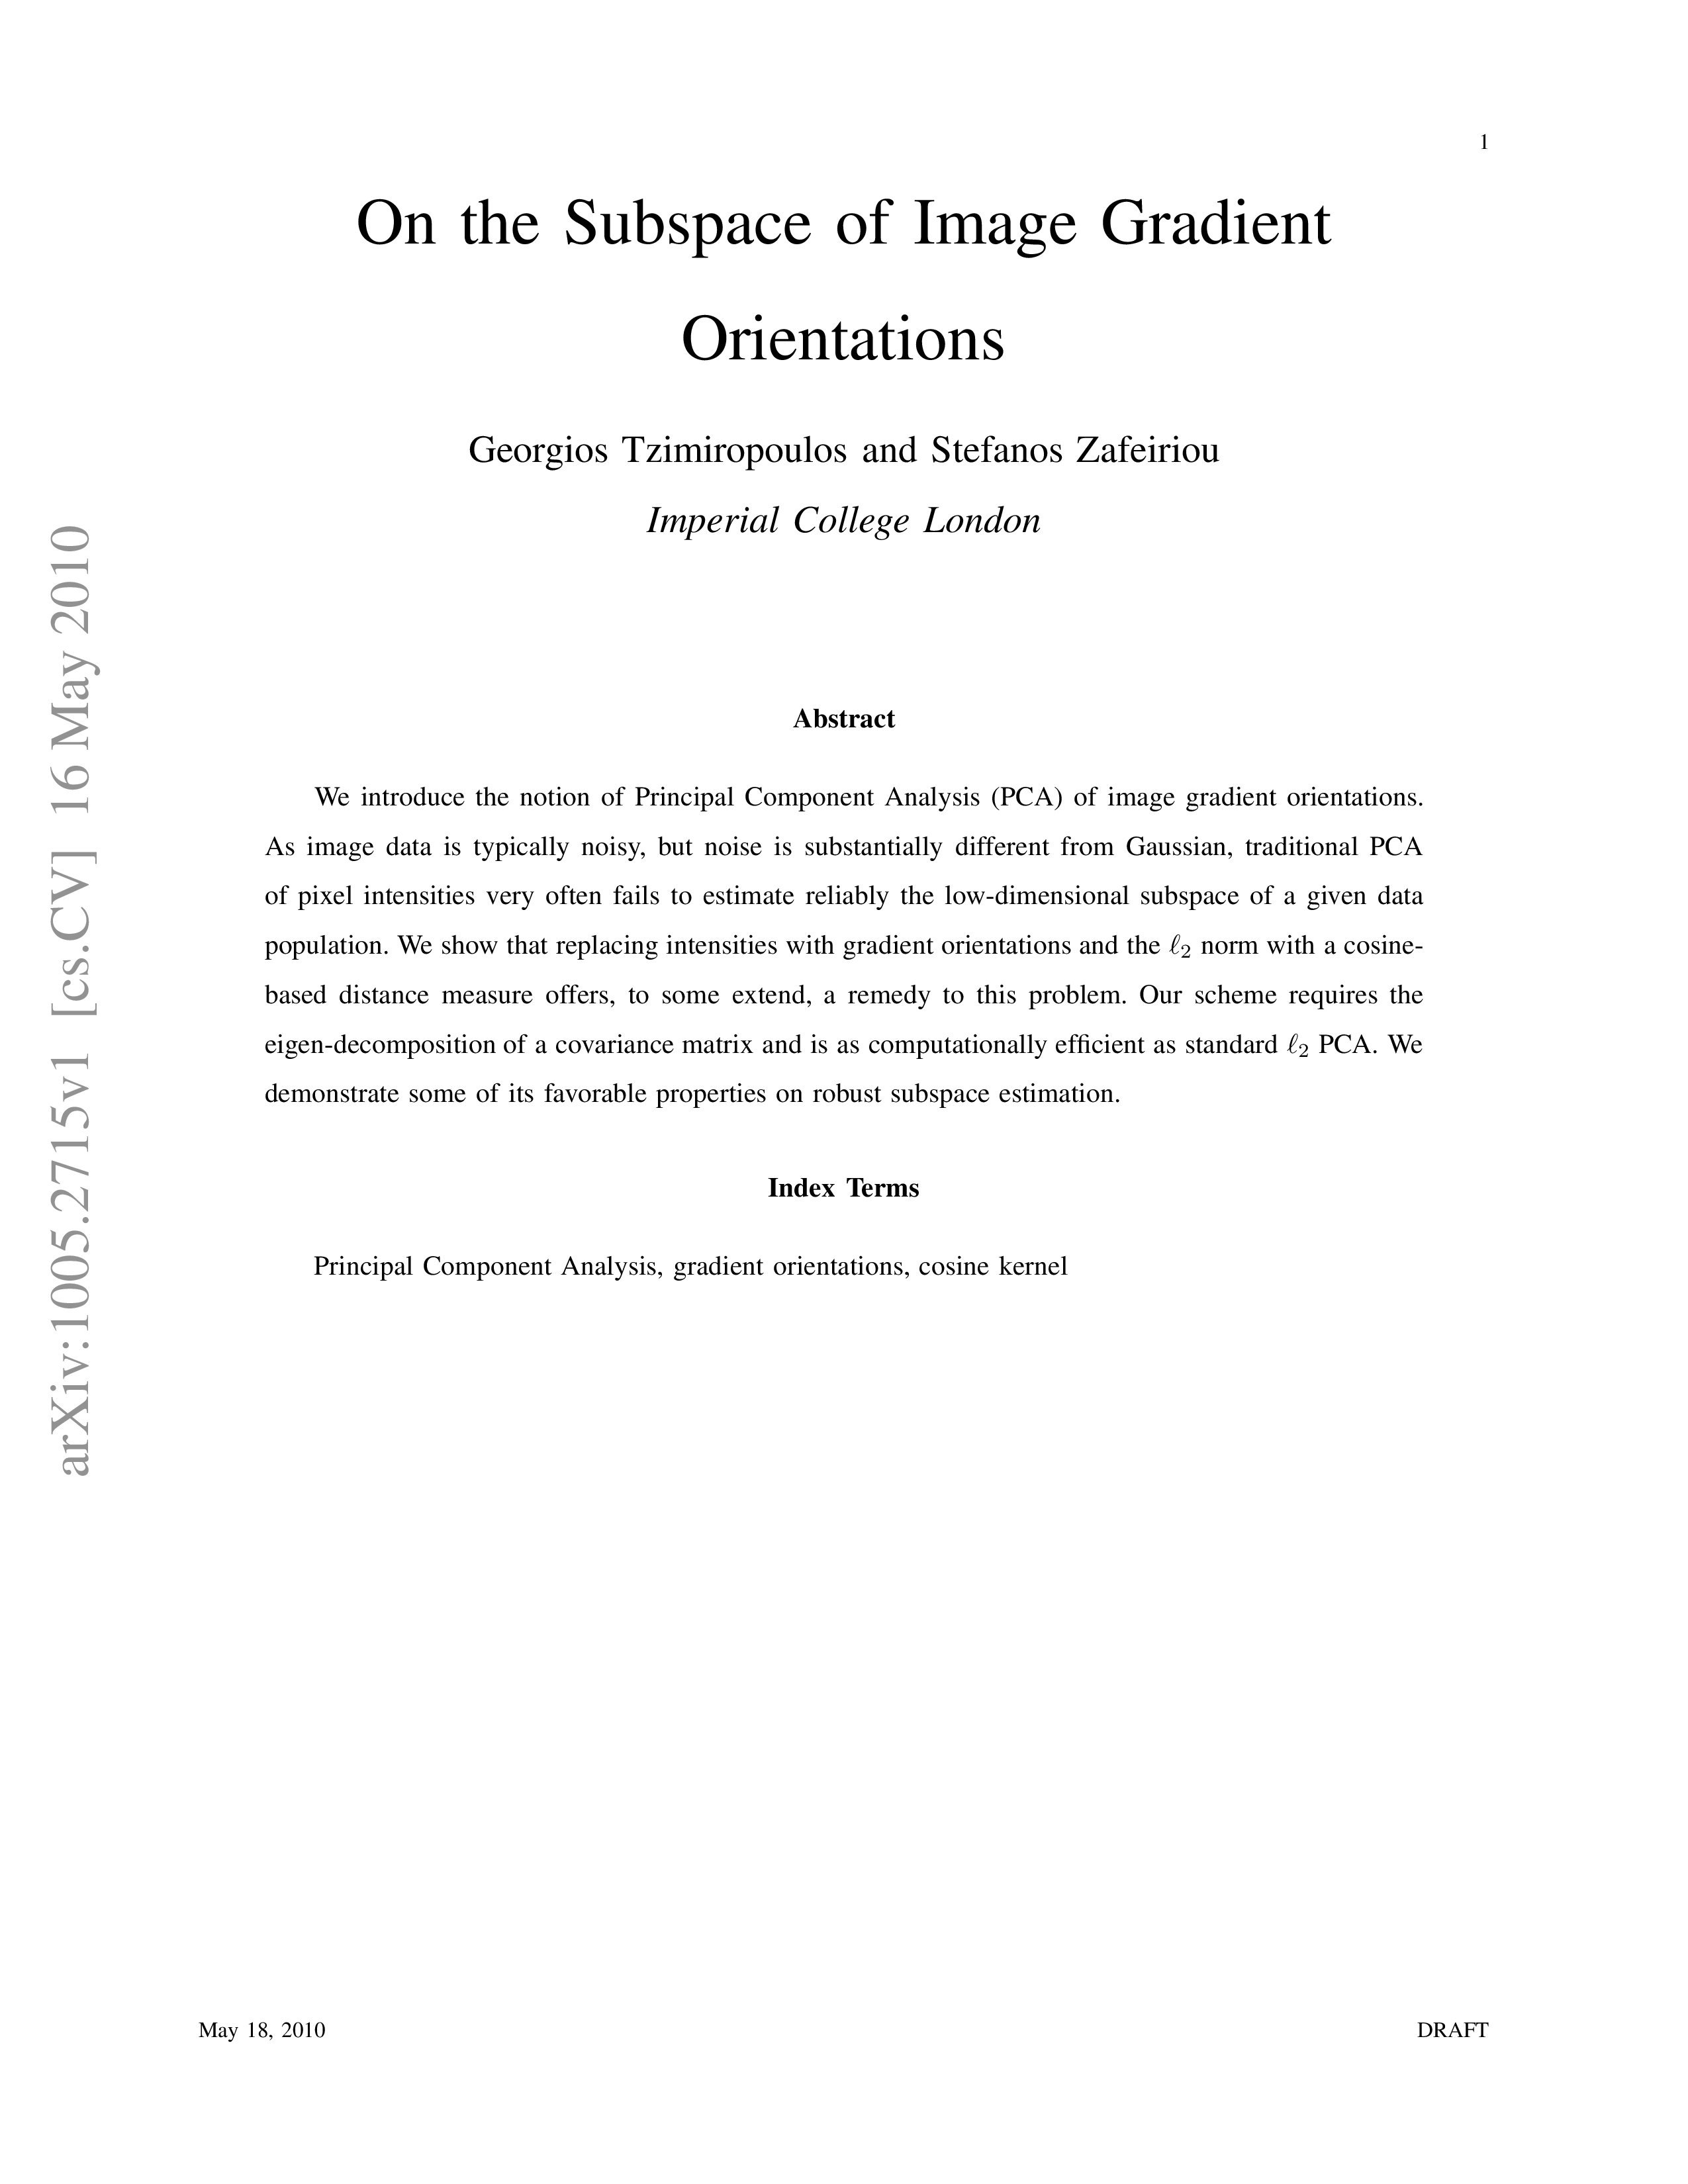 1
On the Subspace of Image Gradient
Orientations
Georgios Tzimiropoulos and Stefanos Zafeiriou
Imperial College London
Abstract
We introduce the notion of Principal Component Analysis (PCA) of image gradient orientations.
As image data is typically noisy, but noise is substantially different from Gaussian, traditional PCA
of pixel intensities very often fails to estimate reliably the low-dimensional subspace of a given data
population. We show that replacing intensities with gradient orientations and the ℓ₂ norm with a cosine-
based distance measure offers, to some extend, a remedy to this problem. Our scheme requires the
eigen-decomposition of a covariance matrix and is as computationally efficient as standard ℓ₂ PCA. We
demonstrate some of its favorable properties on robust subspace estimation.
Index Terms
Principal Component Analysis, gradient orientations, cosine kernel
arXiv:1005.2715v1 [cs.CV] 16 May 2010
May 18, 2010
DRAFT